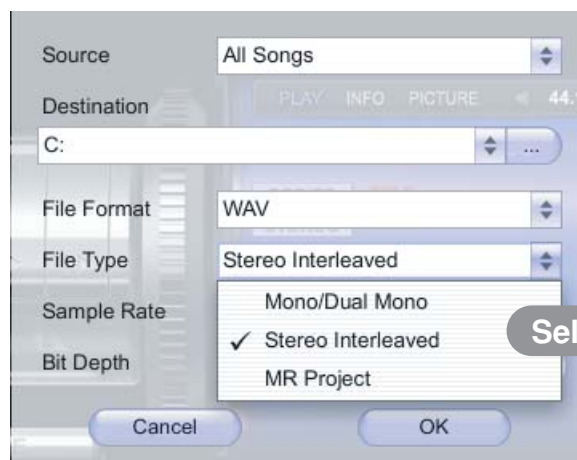 Source All Songs
Destination
PLAY INFO PICTURE
C: ...
File Format WAV
File Type Stereo Interleaved
Sample Rate Mono/Dual Mono
✓ Stereo Interleaved
Bit Depth MR Project
Cancel OK